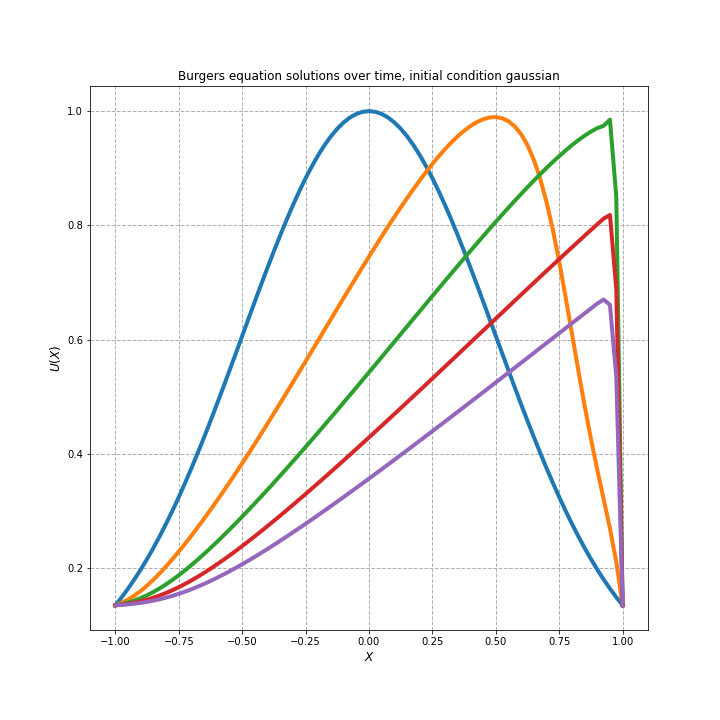 Burgers equation solutions over time, initial condition gaussian
1.0
0.8
0.6
0.4
0.2
U(X)
−1.00 −0.75 −0.50 −0.25 0.00 0.25 0.50 0.75 1.00
X